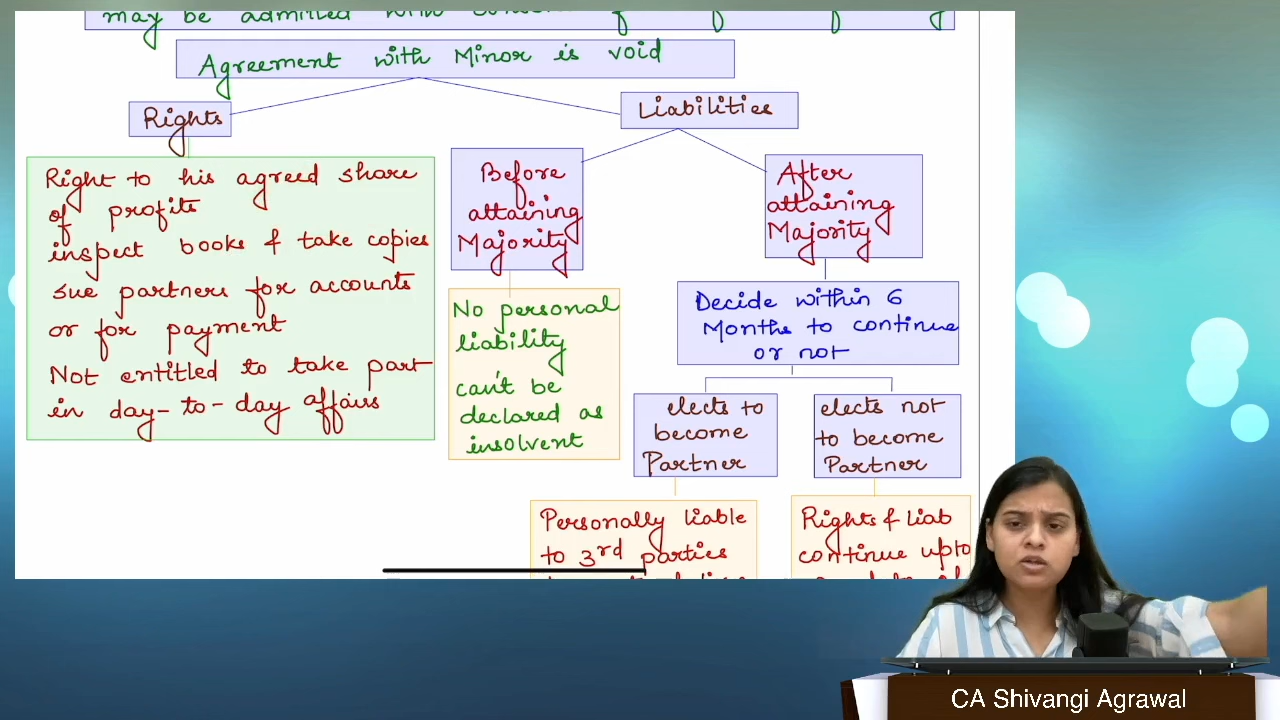 may be admitted with
Agreement with Minor is void
Rights
Right to his agreed share
of profits
inspect books & take copies
sue partners for accounts
or for payment
Not entitled to take part
in day-to-day affairs
Liabilities
Before
attaining
Majority
No personal
liability
can't be
declared as
insolvent
After
attaining
Majority
Decide within 6
Months to continue
or not
elects to
become
Partner
Personally liable
to 3rd parties
elects not
to become
Partner
Rights & Liab
continue upto
CA Shivangi Agrawal